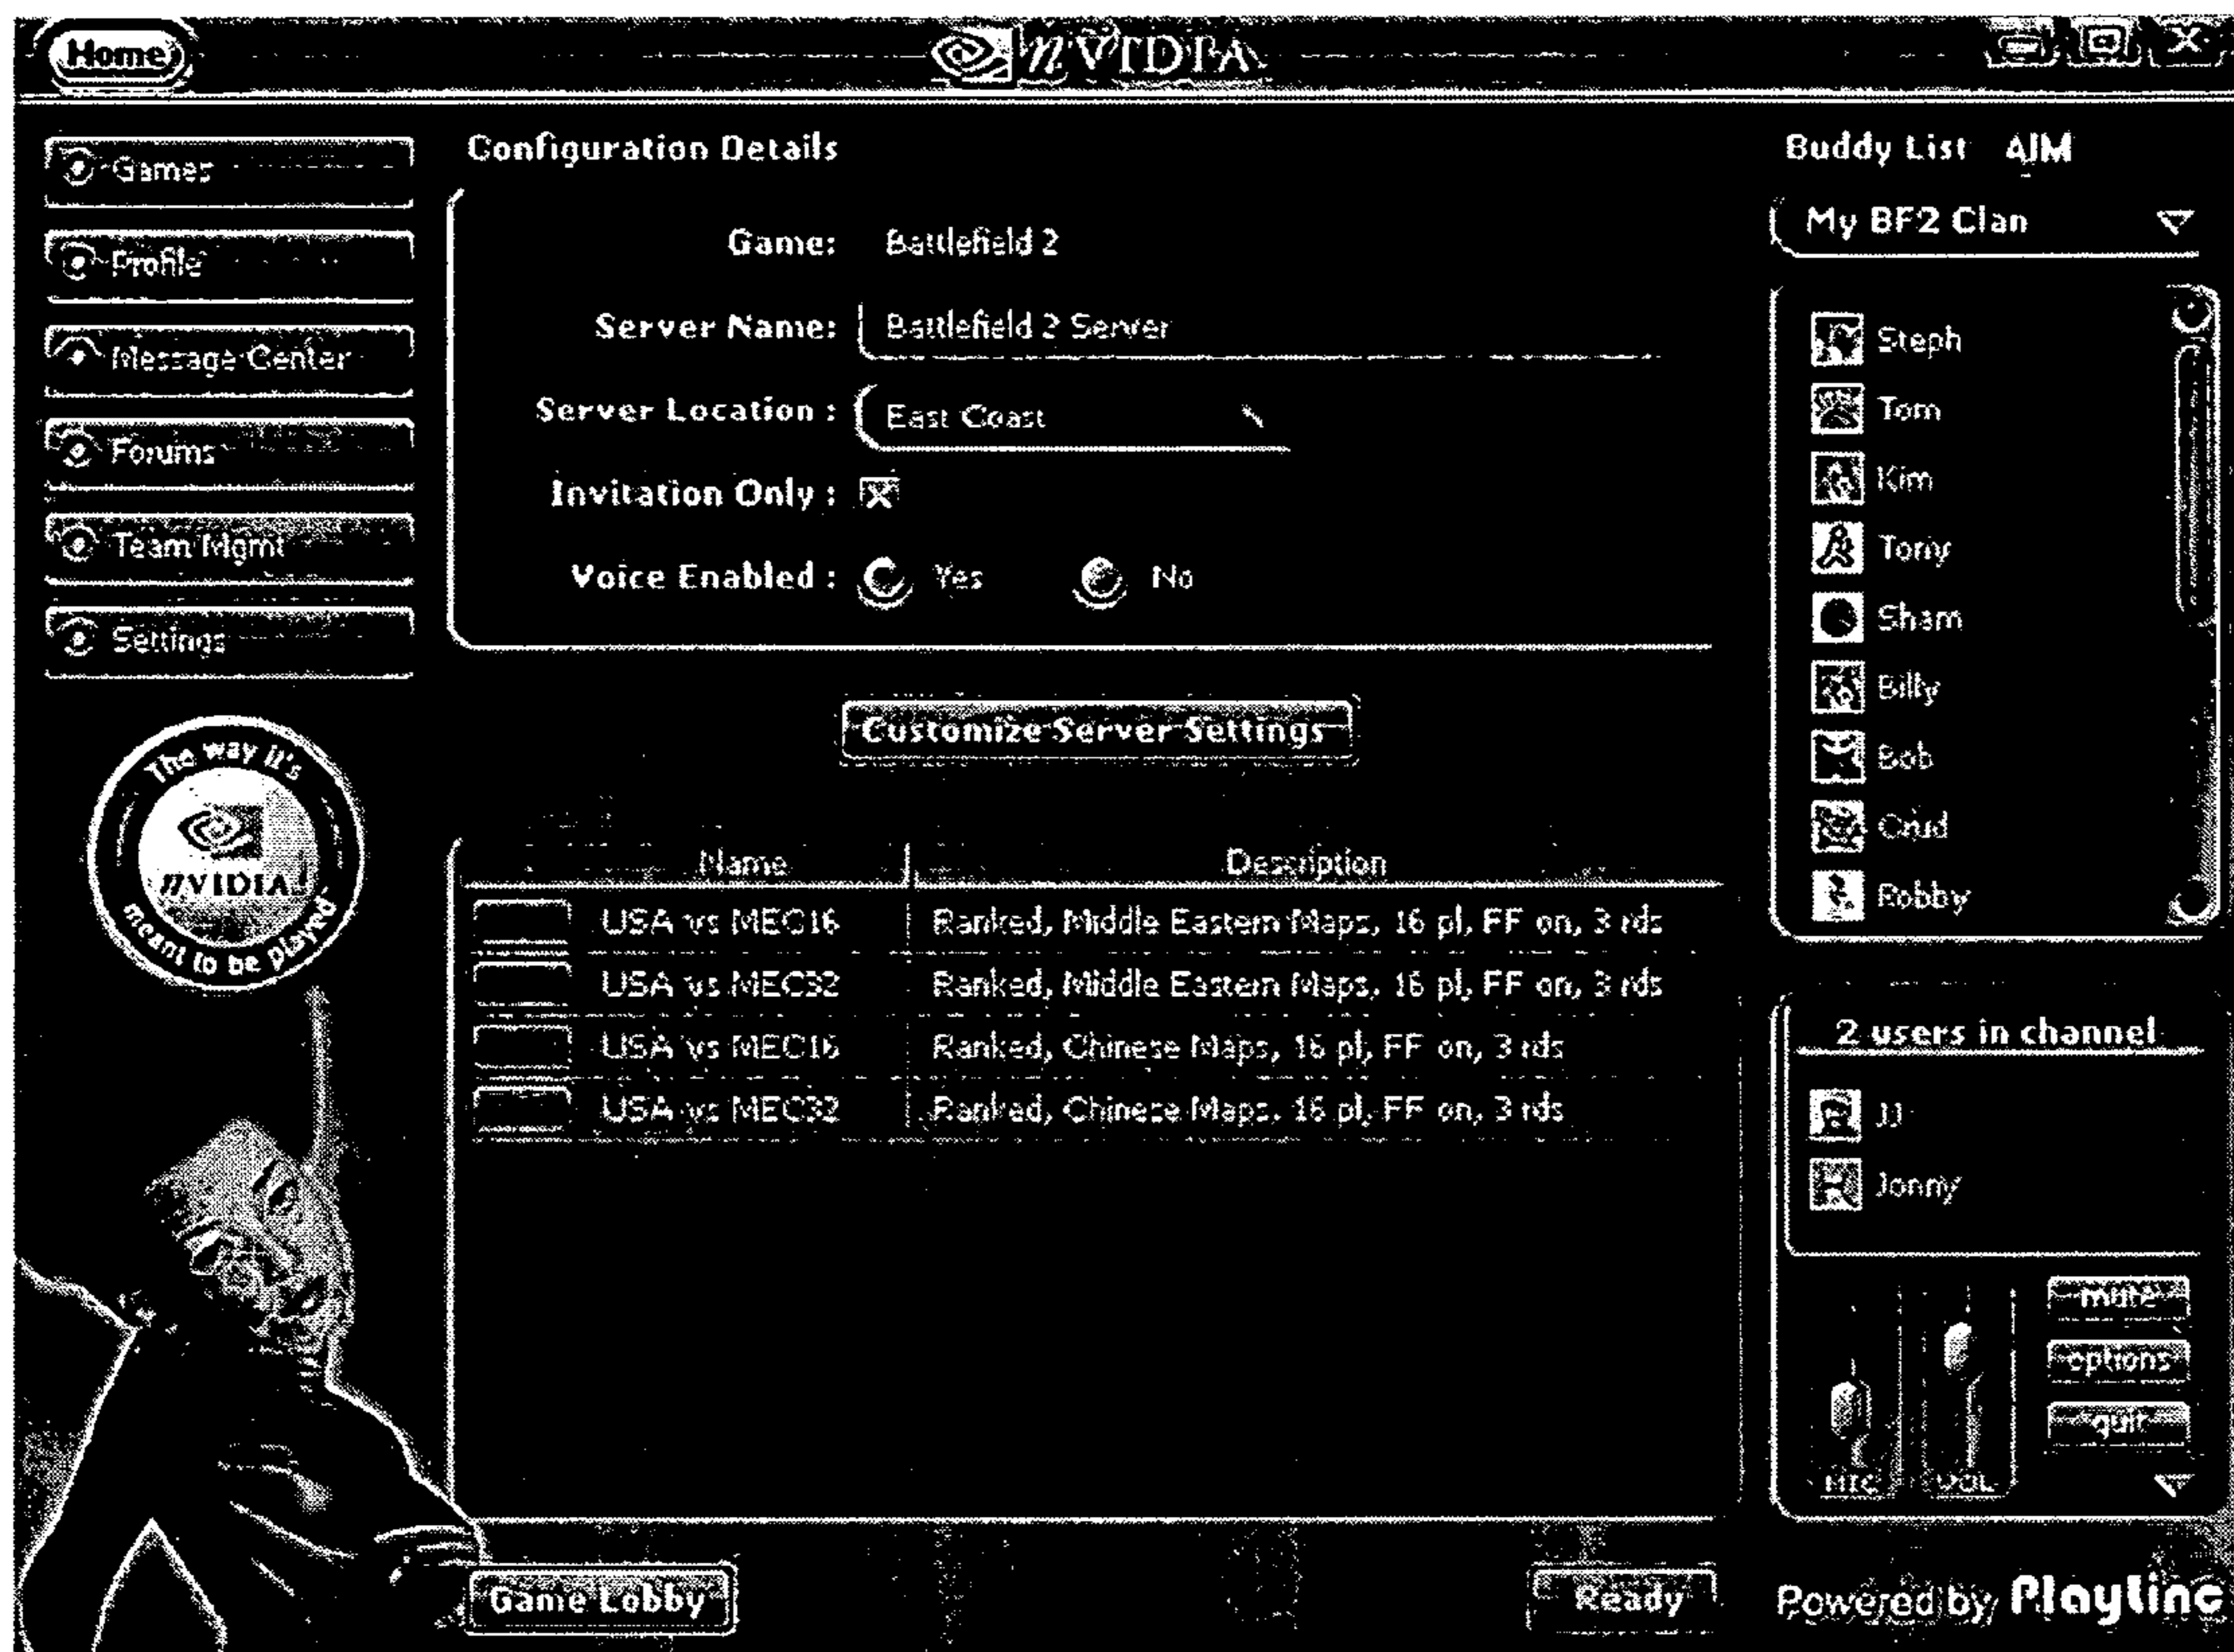 Home
nVIDIA
Games
Profile
Message Center
Forums
Team Mgmt
Settings
The way it's
nVIDIA
meant to be played
Configuration Details
Game: Battlefield 2
Server Name: Battlefield 2 Server
Server Location : East Coast
Invitation Only :
Voice Enabled : Yes No
Customize Server Settings
Name Description
USA vs MEC16 Ranked, Middle Eastern Maps, 16 pl, FF on, 3 rds
USA vs MEC32 Ranked, Middle Eastern Maps, 16 pl, FF on, 3 rds
USA vs MEC16 Ranked, Chinese Maps, 16 pl, FF on, 3 rds
USA vs MEC32 Ranked, Chinese Maps, 16 pl, FF on, 3 rds
Game Lobby
Ready
Buddy List AIM
My BF2 Clan
Steph
Tom
Kim
Tony
Sham
Billy
Bob
Crud
Robby
2 users in channel
JJ
Jonny
mute
options
quit
MIC VOL
Powered by Playlinc